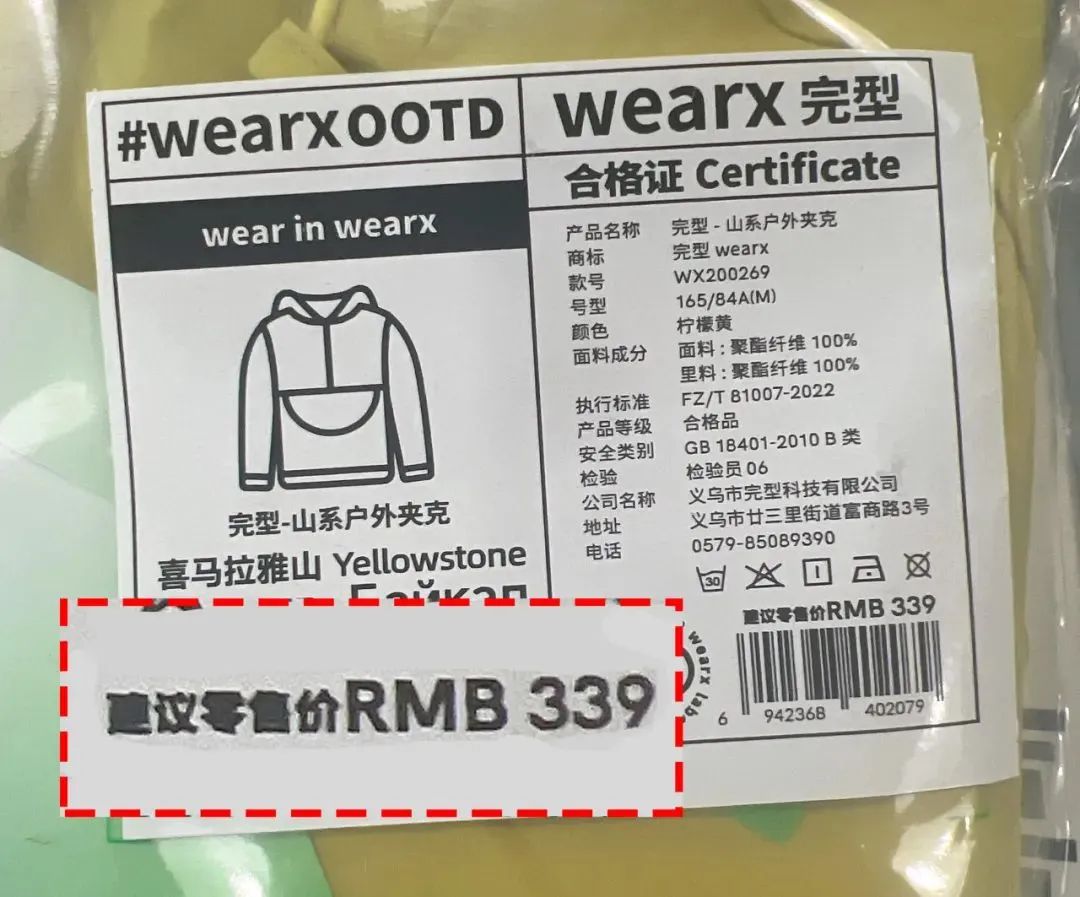 #wearxOOTD
wear in wearx
完型-山系户外夹克
喜马拉雅山 Yellowstone
Байкал
wearx 完型
合格证 Certificate
产品名称 完型 - 山系户外夹克
商标 完型 wearx
款号 WX200269
号型 165/84A(M)
颜色 柠檬黄
面料成分 面料：聚酯纤维 100%
里料：聚酯纤维 100%
执行标准 FZ/T 81007-2022
产品等级 合格品
安全类别 GB 18401-2010 B 类
检验 检验员 06
公司名称 义乌市完型科技有限公司
地址 义乌市廿三里街道富商路3号
电话 0579-85089390
30
建议零售价RMB 339
wearx lab
6 942368 402079
建议零售价RMB 339